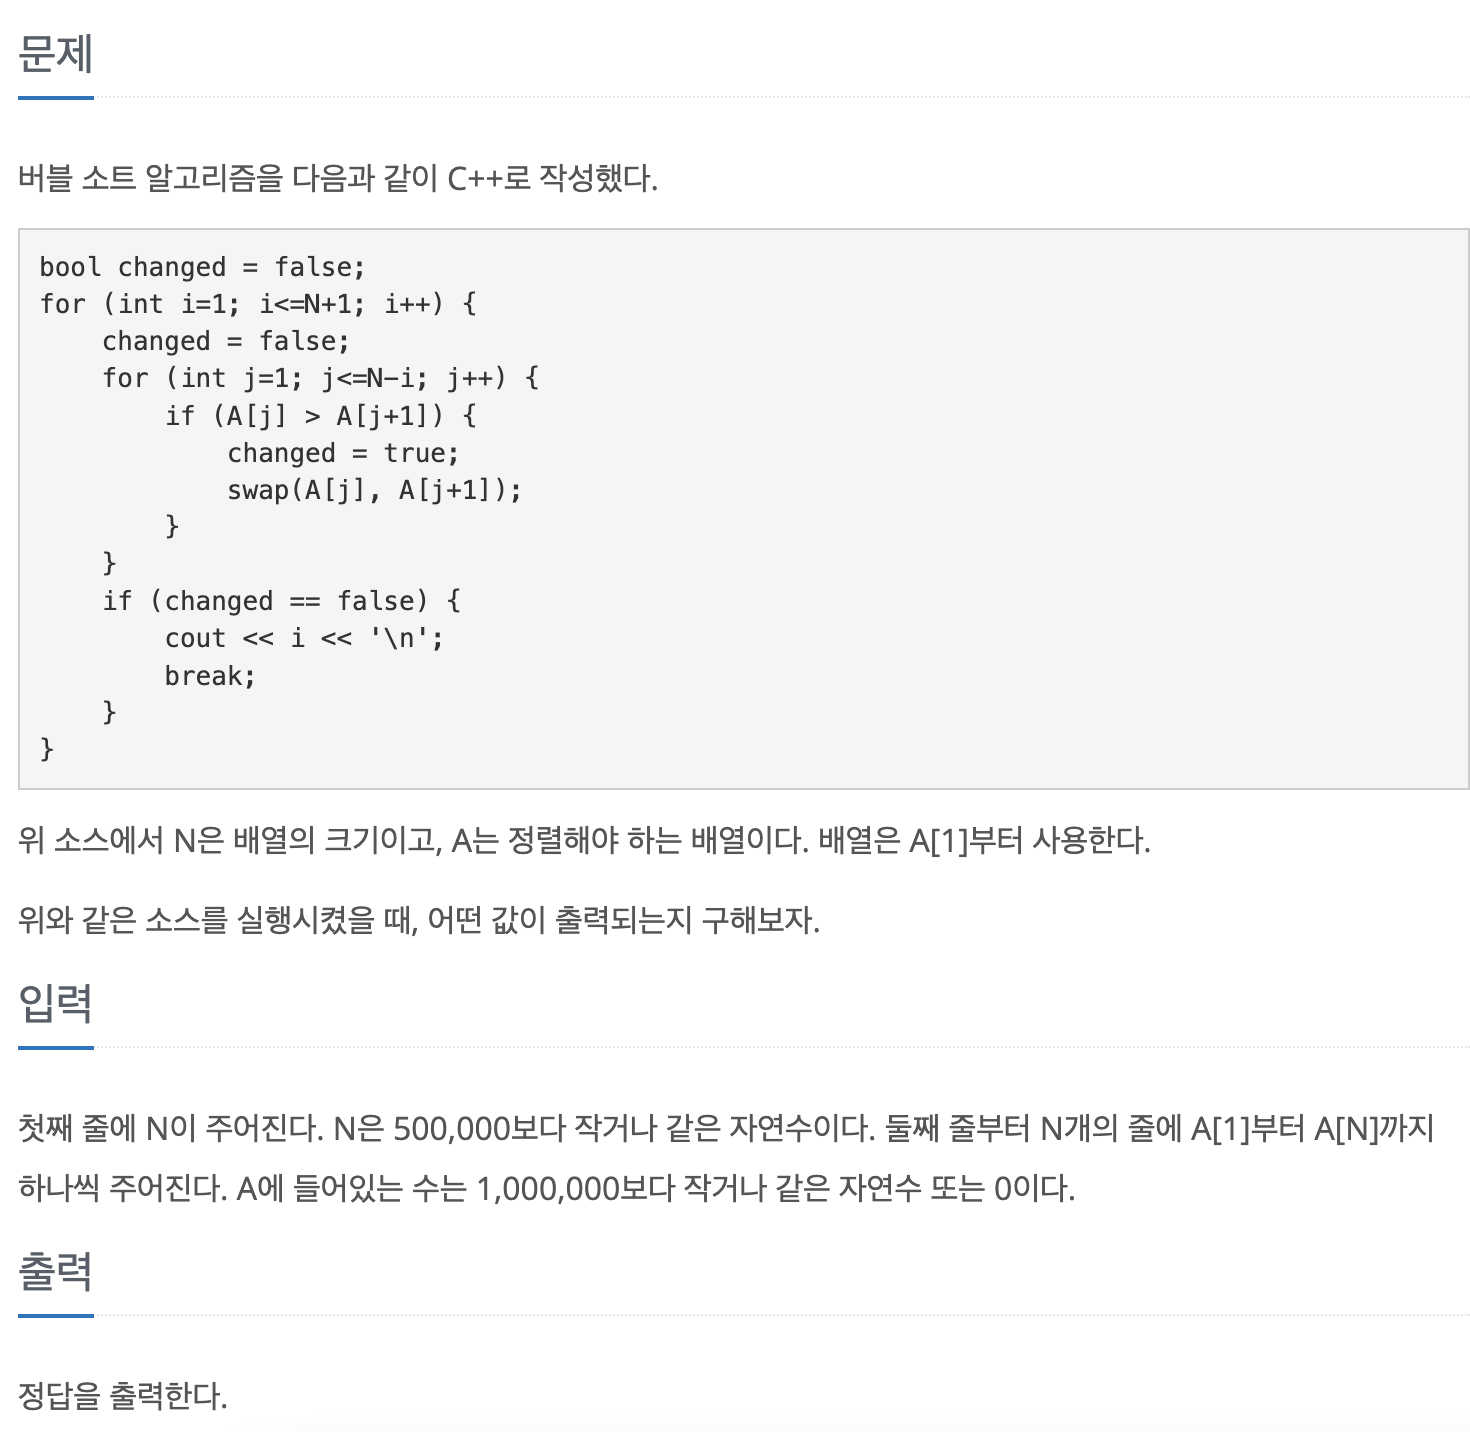 문제
버블 소트 알고리즘을 다음과 같이 C++로 작성했다.
bool changed = false;
for (int i=1; i<=N+1; i++) {
    changed = false;
    for (int j=1; j<=N-i; j++) {
        if (A[j] > A[j+1]) {
            changed = true;
            swap(A[j], A[j+1]);
        }
    }
    if (changed == false) {
        cout << i << '\n';
        break;
    }
}
위 소스에서 N은 배열의 크기이고, A는 정렬해야 하는 배열이다. 배열은 A[1]부터 사용한다.
위와 같은 소스를 실행시켰을 때, 어떤 값이 출력되는지 구해보자.
입력
첫째 줄에 N이 주어진다. N은 500,000보다 작거나 같은 자연수이다. 둘째 줄부터 N개의 줄에 A[1]부터 A[N]까지
하나씩 주어진다. A에 들어있는 수는 1,000,000보다 작거나 같은 자연수 또는 0이다.
출력
정답을 출력한다.